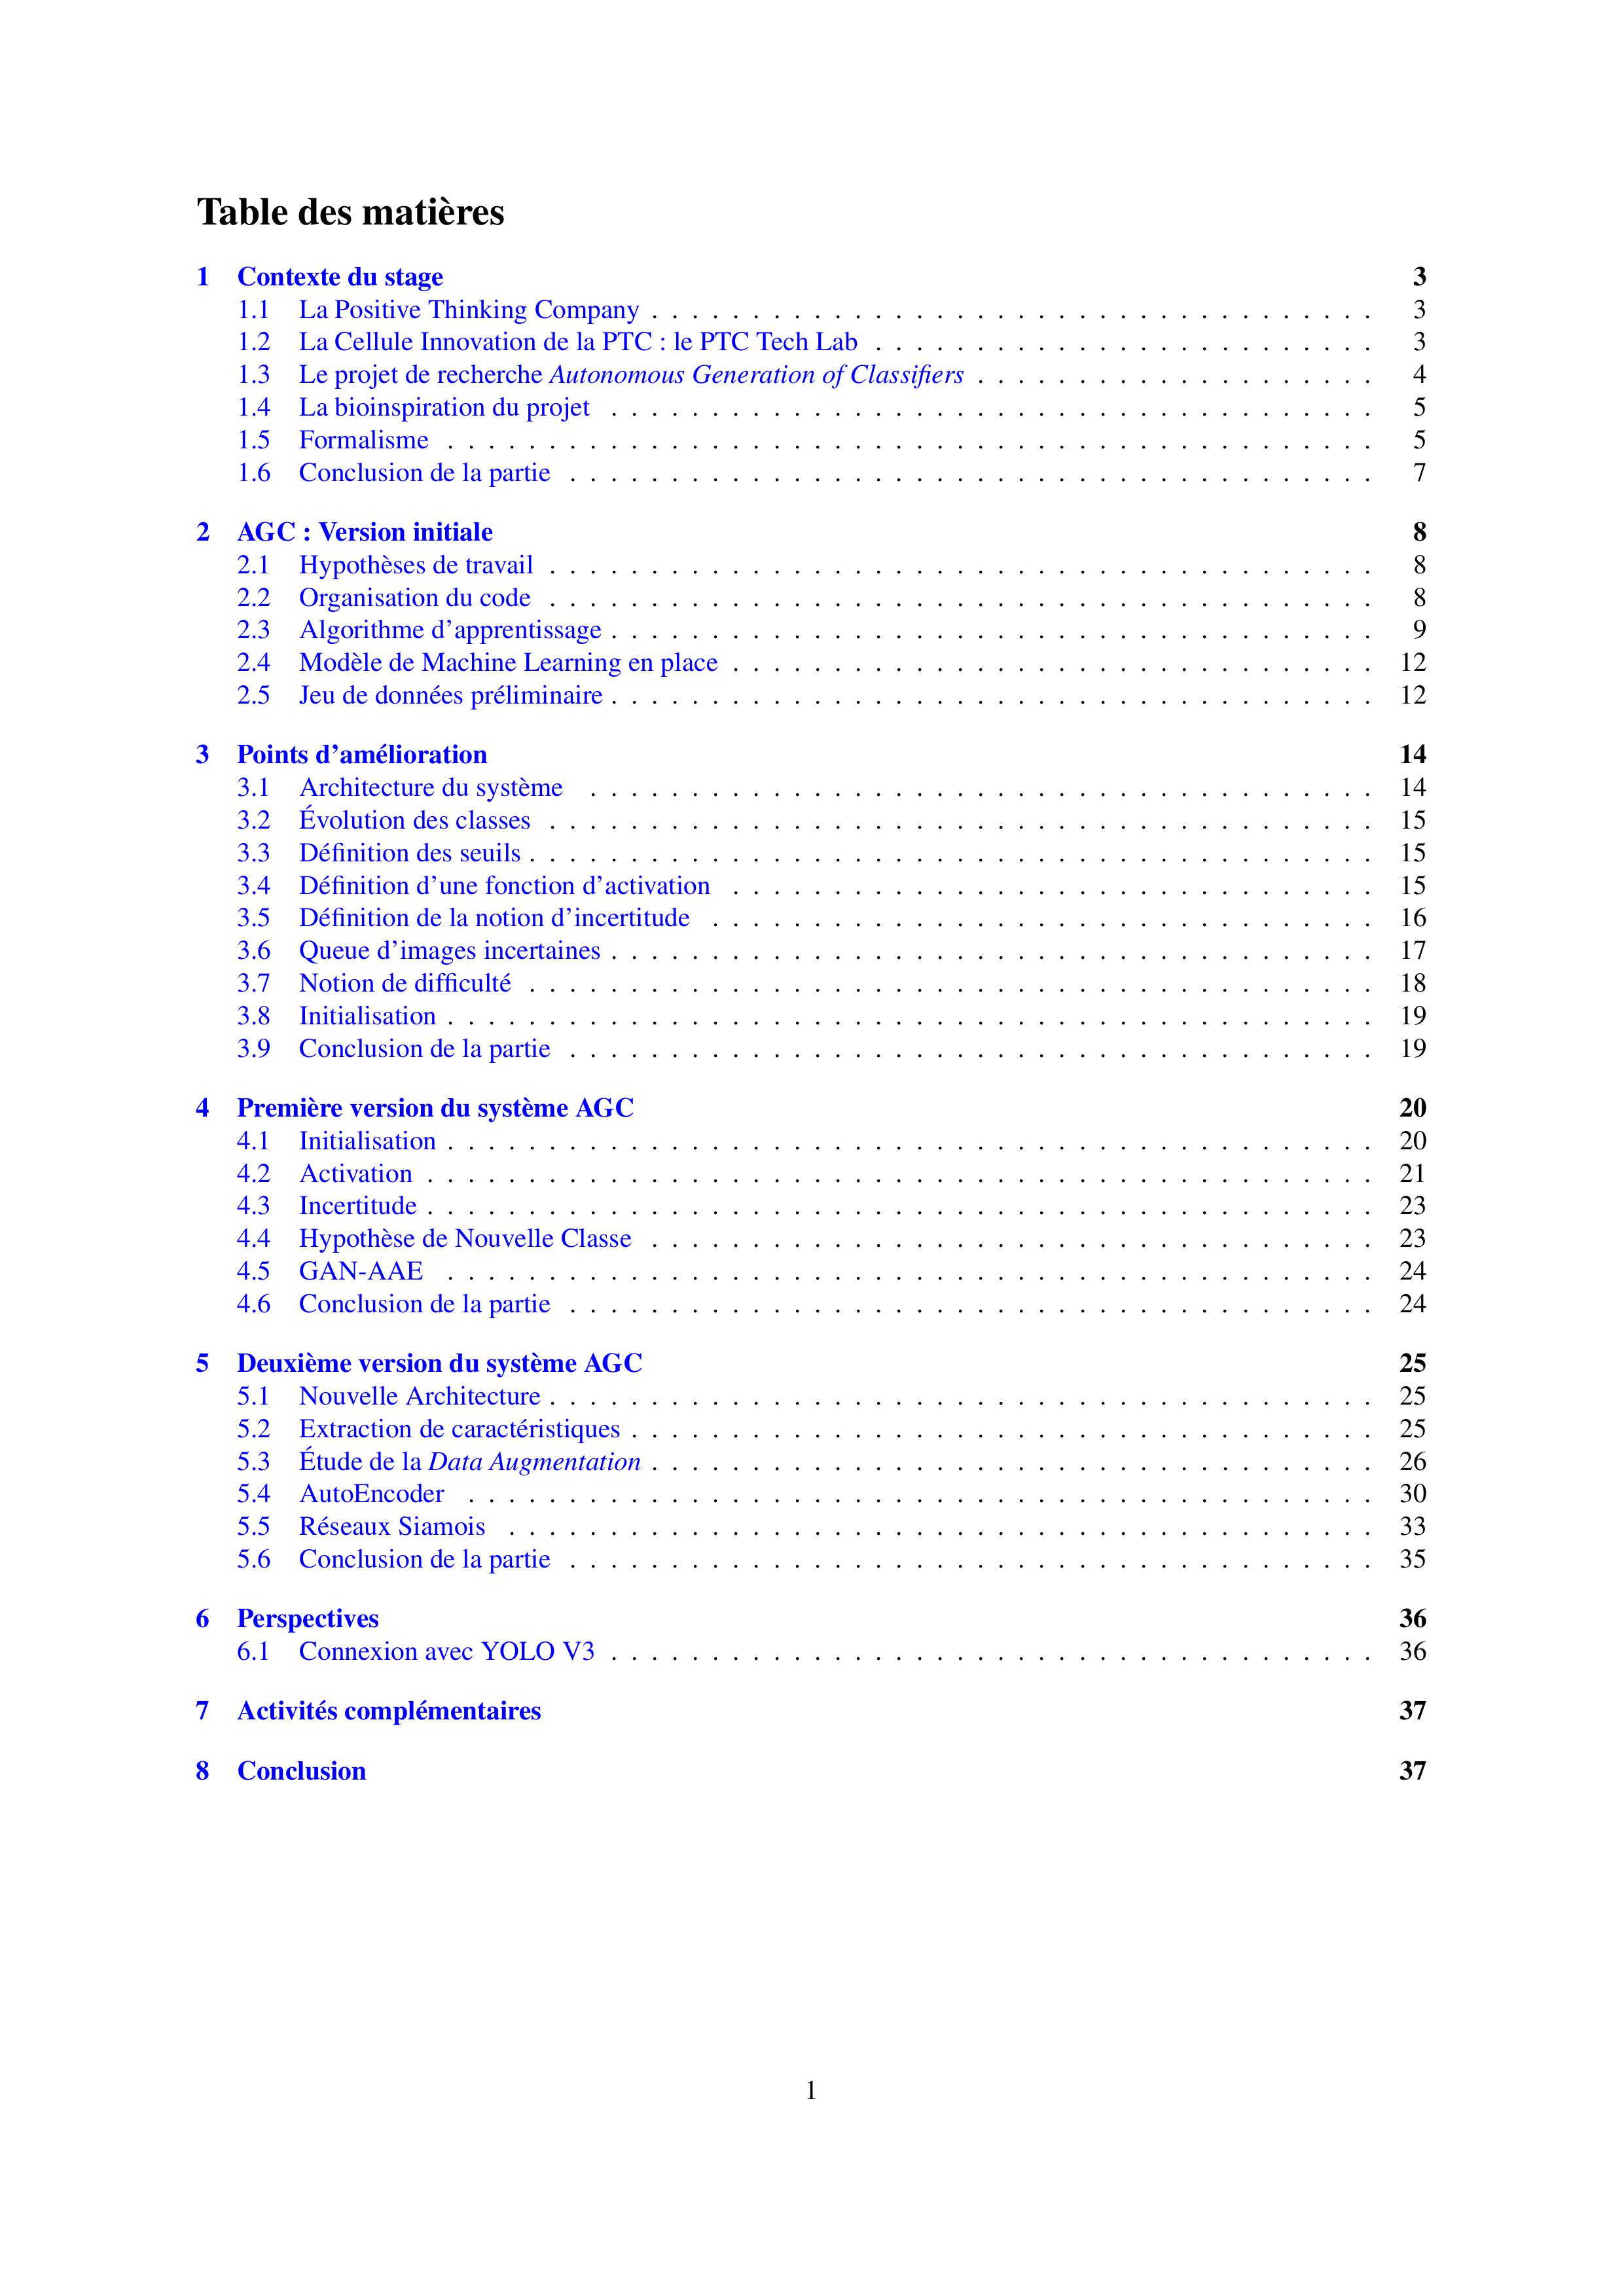 Table des matières
1 Contexte du stage 3
1.1 La Positive Thinking Company . . . . . . . . . . . . . . . . . . . . . . . . . . . . . . . . . . . . 3
1.2 La Cellule Innovation de la PTC : le PTC Tech Lab . . . . . . . . . . . . . . . . . . . . . . . . . 3
1.3 Le projet de recherche Autonomous Generation of Classifiers . . . . . . . . . . . . . . . . . . . . 4
1.4 La bioinspiration du projet . . . . . . . . . . . . . . . . . . . . . . . . . . . . . . . . . . . . . . 5
1.5 Formalisme . . . . . . . . . . . . . . . . . . . . . . . . . . . . . . . . . . . . . . . . . . . . . . 5
1.6 Conclusion de la partie . . . . . . . . . . . . . . . . . . . . . . . . . . . . . . . . . . . . . . . . 7
2 AGC : Version initiale 8
2.1 Hypothèses de travail . . . . . . . . . . . . . . . . . . . . . . . . . . . . . . . . . . . . . . . . . 8
2.2 Organisation du code . . . . . . . . . . . . . . . . . . . . . . . . . . . . . . . . . . . . . . . . . 8
2.3 Algorithme d'apprentissage . . . . . . . . . . . . . . . . . . . . . . . . . . . . . . . . . . . . . . 9
2.4 Modèle de Machine Learning en place . . . . . . . . . . . . . . . . . . . . . . . . . . . . . . . . 12
2.5 Jeu de données préliminaire . . . . . . . . . . . . . . . . . . . . . . . . . . . . . . . . . . . . . . 12
3 Points d'amélioration 14
3.1 Architecture du système . . . . . . . . . . . . . . . . . . . . . . . . . . . . . . . . . . . . . . . 14
3.2 Évolution des classes . . . . . . . . . . . . . . . . . . . . . . . . . . . . . . . . . . . . . . . . . 15
3.3 Définition des seuils . . . . . . . . . . . . . . . . . . . . . . . . . . . . . . . . . . . . . . . . . . 15
3.4 Définition d'une fonction d'activation . . . . . . . . . . . . . . . . . . . . . . . . . . . . . . . . 15
3.5 Définition de la notion d'incertitude . . . . . . . . . . . . . . . . . . . . . . . . . . . . . . . . . 16
3.6 Queue d'images incertaines . . . . . . . . . . . . . . . . . . . . . . . . . . . . . . . . . . . . . . 17
3.7 Notion de difficulté . . . . . . . . . . . . . . . . . . . . . . . . . . . . . . . . . . . . . . . . . . 18
3.8 Initialisation . . . . . . . . . . . . . . . . . . . . . . . . . . . . . . . . . . . . . . . . . . . . . . 19
3.9 Conclusion de la partie . . . . . . . . . . . . . . . . . . . . . . . . . . . . . . . . . . . . . . . . 19
4 Première version du système AGC 20
4.1 Initialisation . . . . . . . . . . . . . . . . . . . . . . . . . . . . . . . . . . . . . . . . . . . . . . 20
4.2 Activation . . . . . . . . . . . . . . . . . . . . . . . . . . . . . . . . . . . . . . . . . . . . . . . 21
4.3 Incertitude . . . . . . . . . . . . . . . . . . . . . . . . . . . . . . . . . . . . . . . . . . . . . . . 23
4.4 Hypothèse de Nouvelle Classe . . . . . . . . . . . . . . . . . . . . . . . . . . . . . . . . . . . . 23
4.5 GAN-AAE . . . . . . . . . . . . . . . . . . . . . . . . . . . . . . . . . . . . . . . . . . . . . . 24
4.6 Conclusion de la partie . . . . . . . . . . . . . . . . . . . . . . . . . . . . . . . . . . . . . . . . 24
5 Deuxième version du système AGC 25
5.1 Nouvelle Architecture . . . . . . . . . . . . . . . . . . . . . . . . . . . . . . . . . . . . . . . . . 25
5.2 Extraction de caractéristiques . . . . . . . . . . . . . . . . . . . . . . . . . . . . . . . . . . . . . 25
5.3 Étude de la Data Augmentation . . . . . . . . . . . . . . . . . . . . . . . . . . . . . . . . . . . . 26
5.4 AutoEncoder . . . . . . . . . . . . . . . . . . . . . . . . . . . . . . . . . . . . . . . . . . . . . 30
5.5 Réseaux Siamois . . . . . . . . . . . . . . . . . . . . . . . . . . . . . . . . . . . . . . . . . . . 33
5.6 Conclusion de la partie . . . . . . . . . . . . . . . . . . . . . . . . . . . . . . . . . . . . . . . . 35
6 Perspectives 36
6.1 Connexion avec YOLO V3 . . . . . . . . . . . . . . . . . . . . . . . . . . . . . . . . . . . . . . 36
7 Activités complémentaires 37
8 Conclusion 37
1